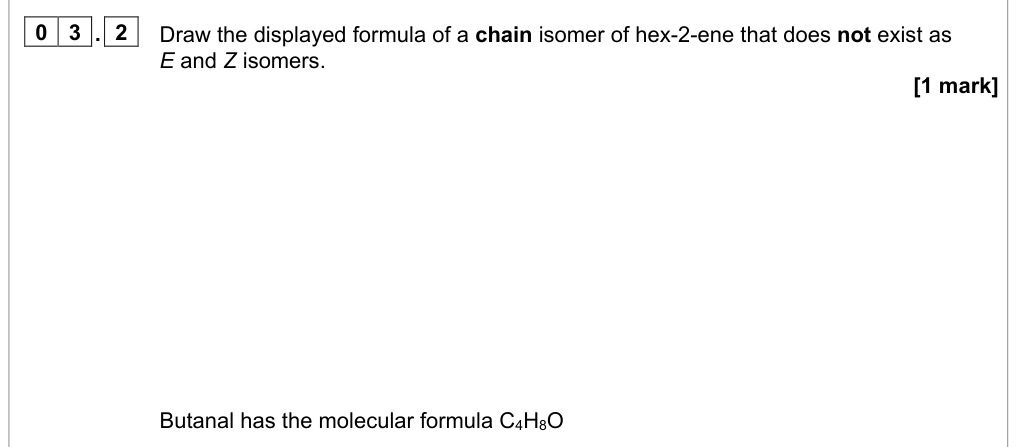 0 3 . 2 Draw the displayed formula of a chain isomer of hex-2-ene that does not exist as
E and Z isomers.
[1 mark]
Butanal has the molecular formula C₄H₈O